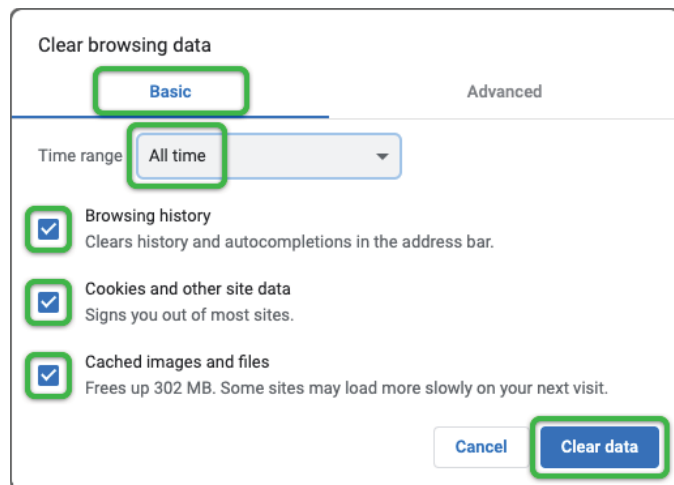 Clear browsing data
Basic Advanced
Time range All time
Browsing history
Clears history and autocompletions in the address bar.
Cookies and other site data
Signs you out of most sites.
Cached images and files
Frees up 302 MB. Some sites may load more slowly on your next visit.
Cancel Clear data